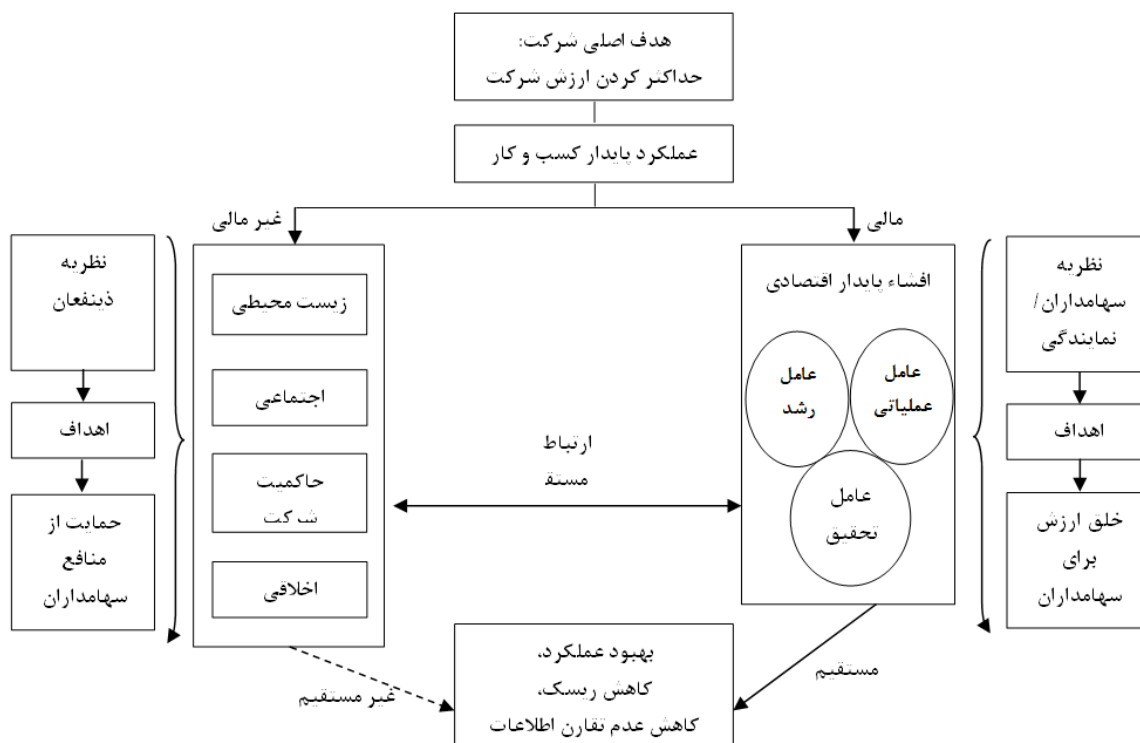 هدف اصلی شرکت:
حداکثر کردن ارزش شرکت
عملکرد پایدار کسب و کار
مالی
غیر مالی
نظریه
سهامداران/
نمایندگی
اهداف
خلق ارزش
برای
سهامداران
افشاء پایدار اقتصادی
عامل
عملیاتی
عامل
رشد
عامل
تحقیق
ارتباط
مستق
زیست محیطی
اجتماعی
حاکمیت
شرکت
اخلاقی
نظریه
ذینفعان
اهداف
حمایت از
منافع
سهامداران
مستقیم
غیر مستقیم
بهبود عملکرد،
کاهش ریسک،
کاهش عدم تقارن اطلاعات